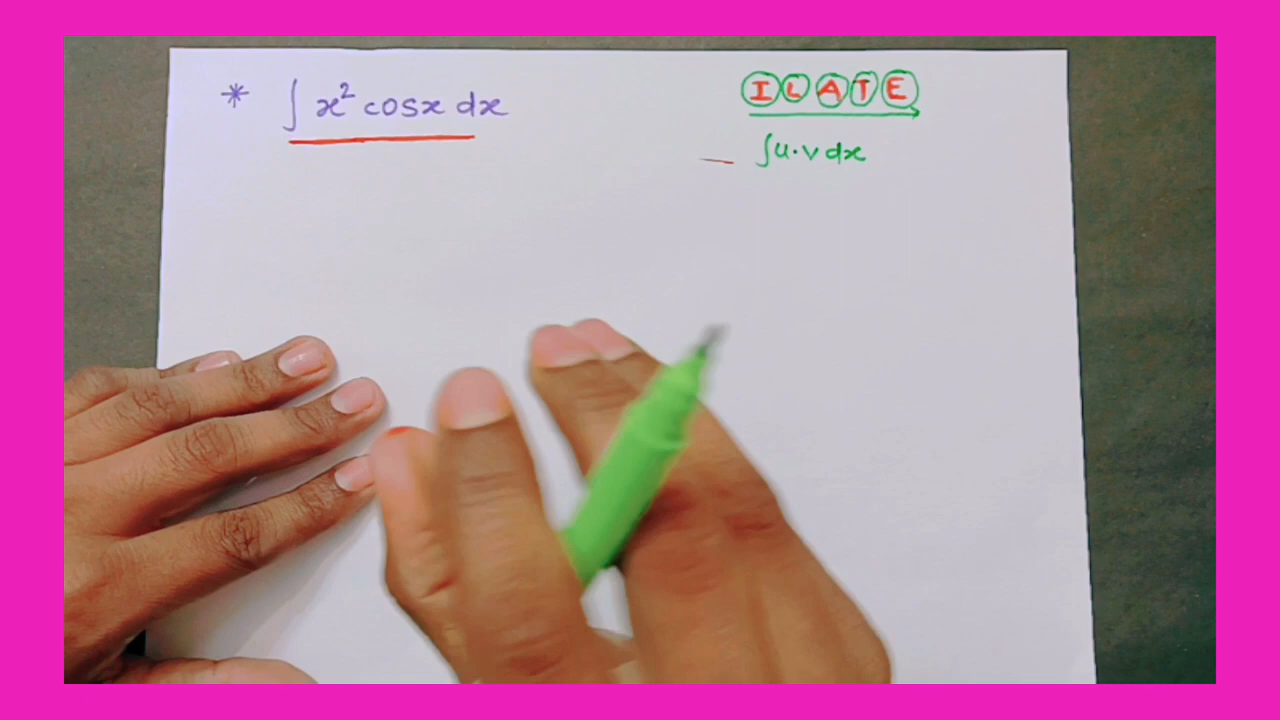 * ∫ x² cosx dx
ILATE
∫u·v dx